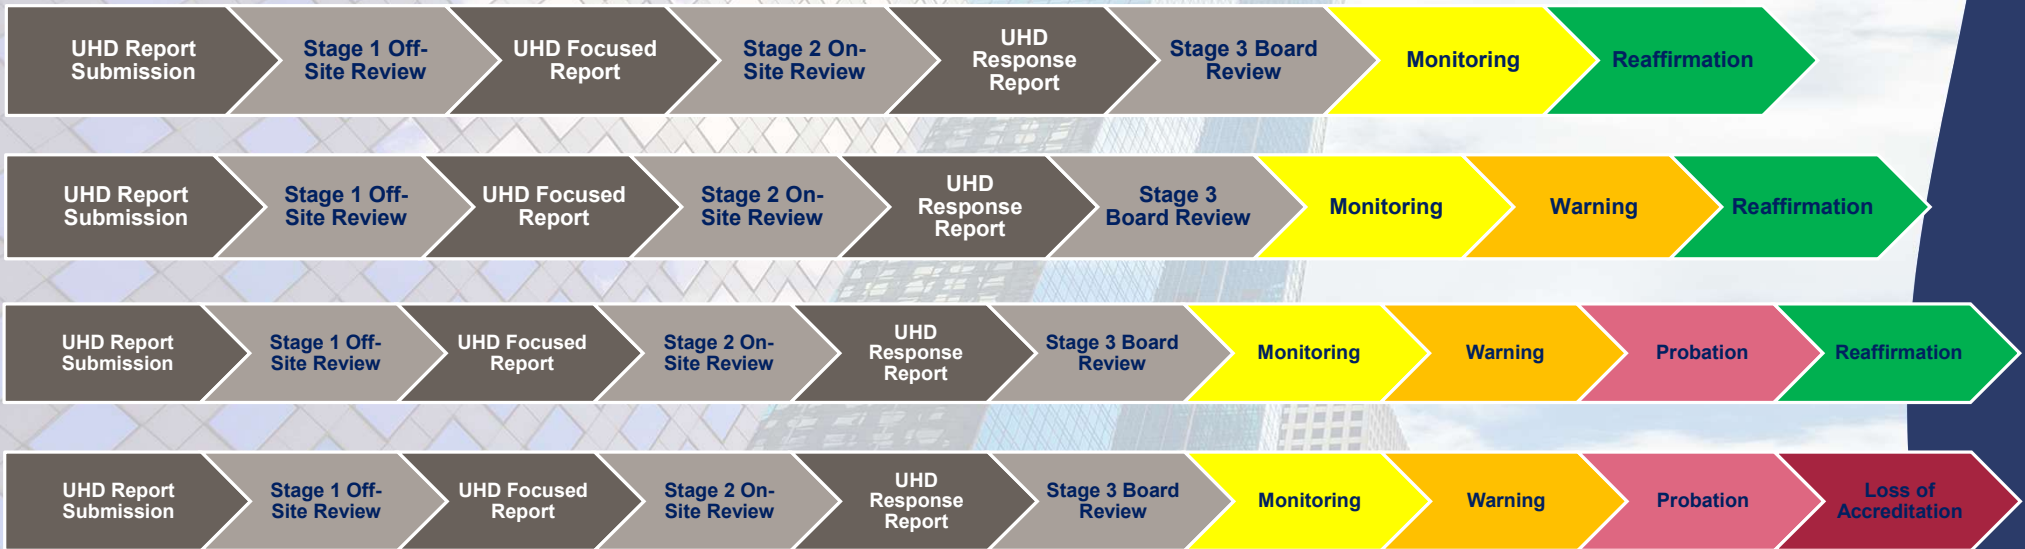 UHD Report
Submission
Stage 1 Off-
Site Review
UHD Focused
Report
Stage 2 On-
Site Review
UHD
Response
Report
Stage 3 Board
Review
Monitoring
Reaffirmation
UHD Report
Submission
Stage 1 Off-
Site Review
UHD Focused
Report
Stage 2 On-
Site Review
UHD
Response
Report
Stage 3
Board Review
Monitoring
Warning
Reaffirmation
UHD Report
Submission
Stage 1 Off-
Site Review
UHD Focused
Report
Stage 2 On-
Site Review
UHD
Response
Report
Stage 3 Board
Review
Monitoring
Warning
Probation
Reaffirmation
UHD Report
Submission
Stage 1 Off-
Site Review
UHD Focused
Report
Stage 2 On-
Site Review
UHD
Response
Report
Stage 3 Board
Review
Monitoring
Warning
Probation
Loss of
Accreditation